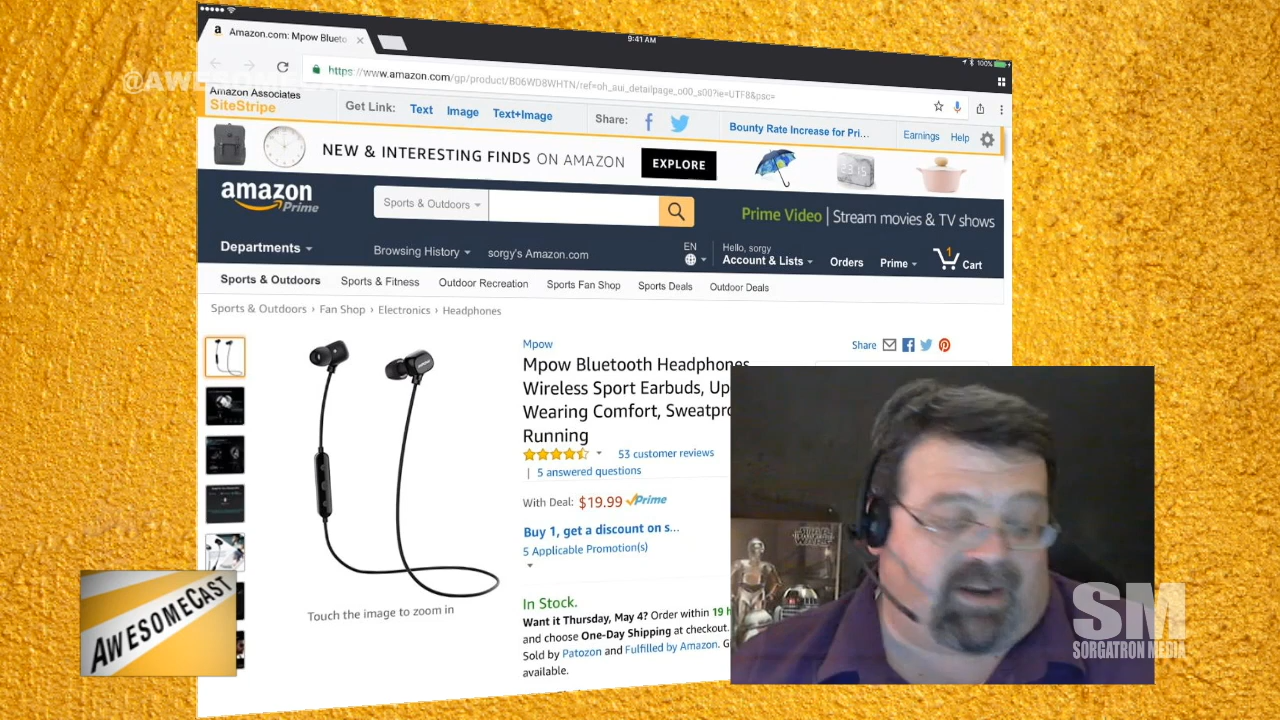 9:41 AM
100%
Amazon.com: Mpow Blueto
@AWESOMECAST
https://www.amazon.com/gp/product/B06WD8WHTN/ref=oh_aui_detailpage_o00_s00?ie=UTF8&psc=
Amazon Associates
SiteStripe
Get Link: Text Image Text+Image
Share:
Bounty Rate Increase for Pri...
Earnings Help
NEW & INTERESTING FINDS ON AMAZON
EXPLORE
23:15
amazon
Prime
Sports & Outdoors
Prime Video | Stream movies & TV shows
Departments
Browsing History
sorgy's Amazon.com
EN
Hello, sorgy
Account & Lists
Orders
Prime
1
Cart
Sports & Outdoors Sports & Fitness Outdoor Recreation Sports Fan Shop Sports Deals Outdoor Deals
Sports & Outdoors › Fan Shop › Electronics › Headphones
Mpow
Share
Mpow Bluetooth Headphones
Wireless Sport Earbuds, Up
Wearing Comfort, Sweatpro
Running
53 customer reviews
| 5 answered questions
With Deal: $19.99 Prime
Buy 1, get a discount on s...
5 Applicable Promotion(s)
Touch the image to zoom in
In Stock.
Want it Thursday, May 4? Order within 19 h
and choose One-Day Shipping at checkout.
Sold by Patozon and Fulfilled by Amazon. G
available.
STAR
WARS
AWESOMECAST
SM
SORGATRON MEDIA